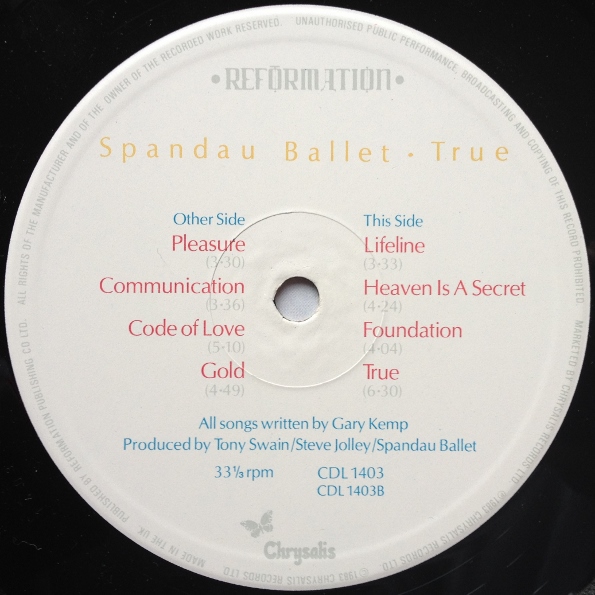 ALL RIGHTS OF THE MANUFACTURER AND OF THE OWNER OF THE RECORDED WORK RESERVED. UNAUTHORISED PUBLIC PERFORMANCE, BROADCASTING AND COPYING OF THIS RECORD PROHIBITED.
• REFORMATION •
Spandau Ballet • True
Other Side
Pleasure
(3•30)
Communication
(3•36)
Code of Love
(5•10)
Gold
(4•49)
This Side
Lifeline
(3•33)
Heaven Is A Secret
(4•24)
Foundation
(4•04)
True
(6•30)
All songs written by Gary Kemp
Produced by Tony Swain/Steve Jolley/Spandau Ballet
33⅓ rpm
CDL 1403
CDL 1403B
Chrysalis
MARKETED BY CHRYSALIS RECORDS LTD
© 1983 CHRYSALIS RECORDS LTD
MADE IN THE UK
PUBLISHED BY REFORMATION PUBLISHING CO LTD.